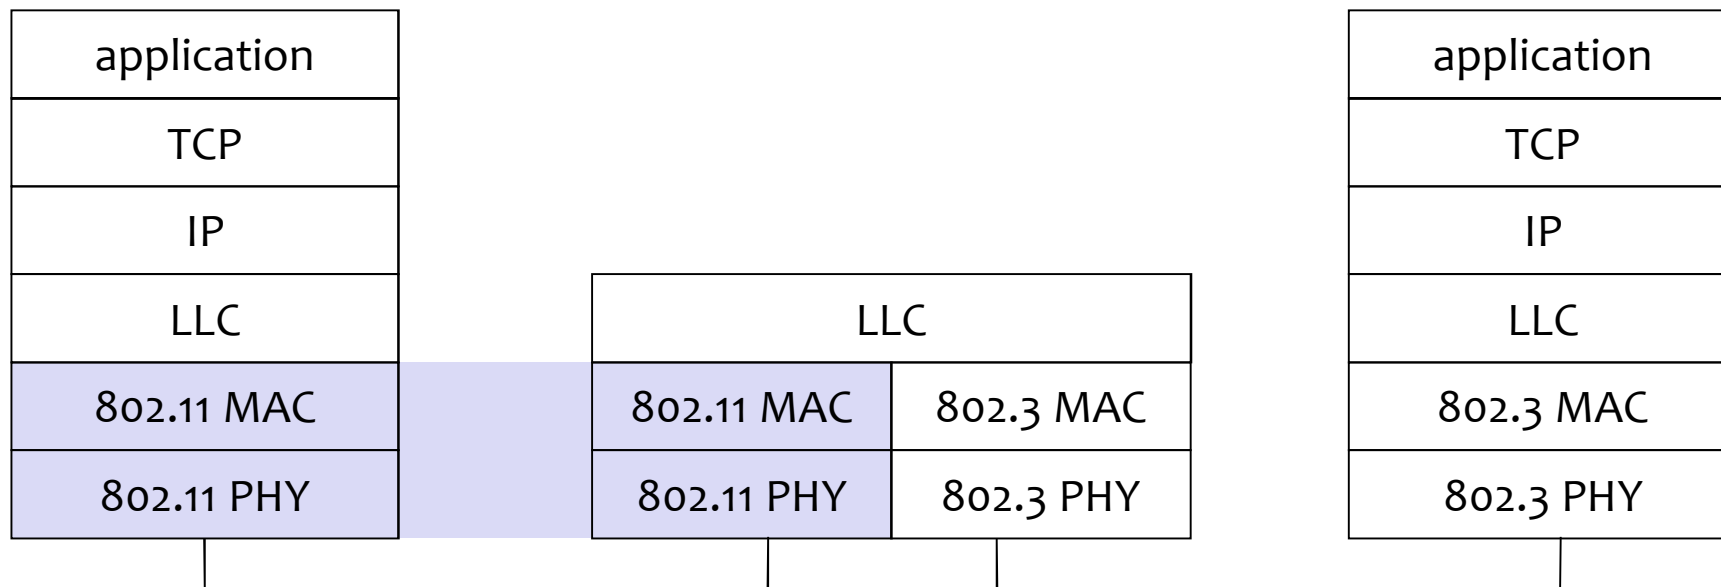 application
TCP
IP
LLC
802.11 MAC
802.11 PHY
LLC
802.11 MAC
802.3 MAC
802.11 PHY
802.3 PHY
application
TCP
IP
LLC
802.3 MAC
802.3 PHY